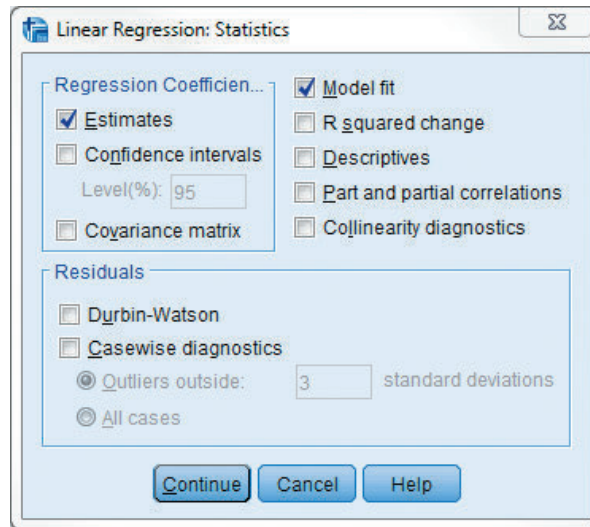 Linear Regression: Statistics
Regression Coefficien...
Estimates
Confidence intervals
Level(%): 95
Covariance matrix
Model fit
R squared change
Descriptives
Part and partial correlations
Collinearity diagnostics
Residuals
Durbin-Watson
Casewise diagnostics
Outliers outside: 3 standard deviations
All cases
Continue Cancel Help